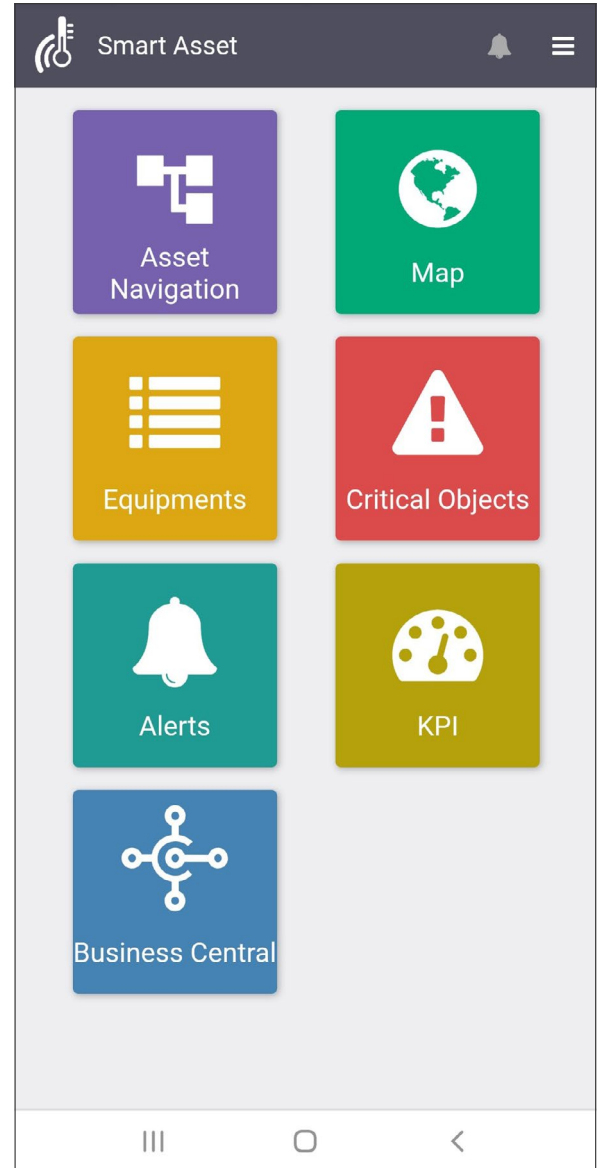 Smart Asset
Asset
Navigation
Map
Equipments
Critical Objects
Alerts
KPI
Business Central